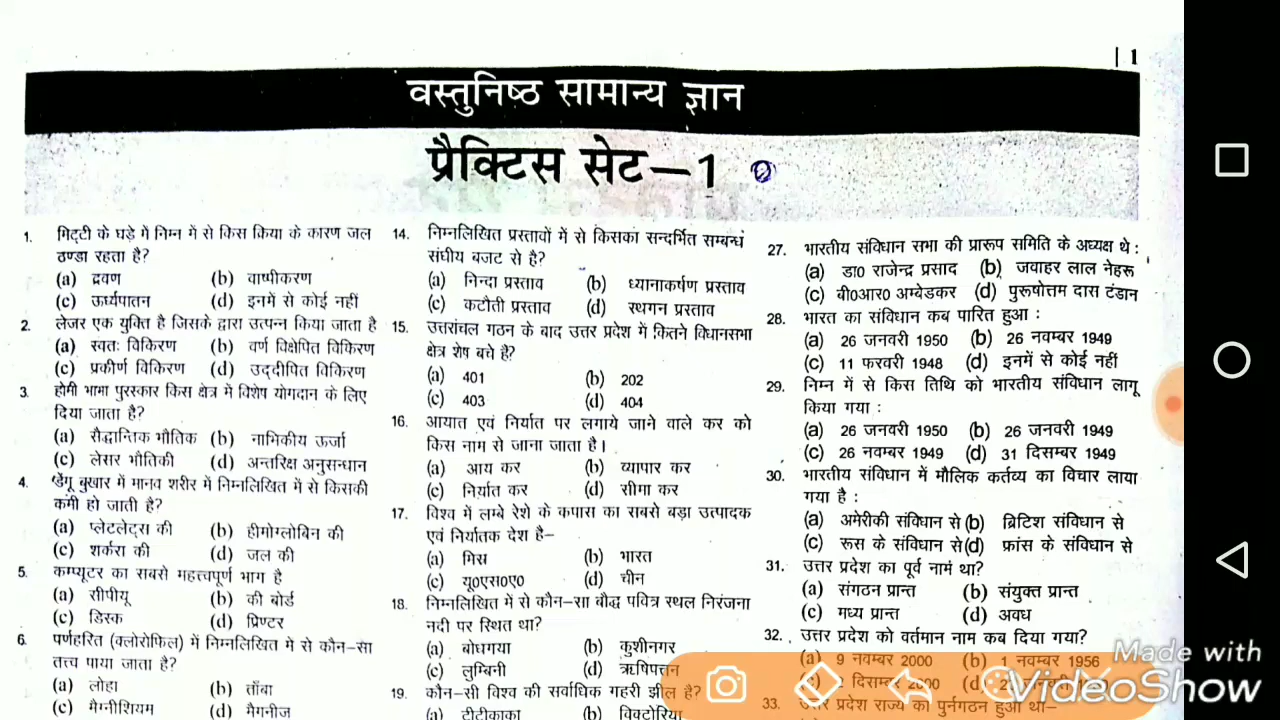 | 1
वस्तुनिष्ठ सामान्य ज्ञान
प्रैक्टिस सेट—1
1. मिट्टी के घड़े में निम्न में से किस क्रिया के कारण जल
ठण्डा रहता है?
(a) द्रवण (b) वाष्पीकरण
(c) ऊर्ध्वपातन (d) इनमें से कोई नहीं
2. लेजर एक युक्ति है जिसके द्वारा उत्पन्न किया जाता है
(a) स्वतः विकिरण (b) वर्ण विक्षेपित विकिरण
(c) प्रकीर्ण विकिरण (d) उद्दीपित विकिरण
3. होमी भाभा पुरस्कार किस क्षेत्र में विशेष योगदान के लिए
दिया जाता है?
(a) सैद्धान्तिक भौतिक (b) नाभिकीय ऊर्जा
(c) लेसर भौतिकी (d) अन्तरिक्ष अनुसन्धान
4. डेंगू बुखार में मानव शरीर में निम्नलिखित में से किसकी
कमी हो जाती है?
(a) प्लेटलेट्स की (b) हीमोग्लोबिन की
(c) शर्करा की (d) जल की
5. कम्प्यूटर का सबसे महत्त्वपूर्ण भाग है
(a) सीपीयू (b) की बोर्ड
(c) डिस्क (d) प्रिण्टर
6. पर्णहरित (क्लोरोफिल) में निम्नलिखित में से कौन-सा
तत्त्व पाया जाता है?
(a) लोहा (b) ताँबा
(c) मैग्नीशियम (d) मैगनीज
14. निम्नलिखित प्रस्तावों में से किसका सन्दर्भित सम्बन्ध
संघीय बजट से है?
(a) निन्दा प्रस्ताव (b) ध्यानाकर्षण प्रस्ताव
(c) कटौती प्रस्ताव (d) स्थगन प्रस्ताव
15. उत्तरांचल गठन के बाद उत्तर प्रदेश में कितने विधानसभा
क्षेत्र शेष बचे है?
(a) 401 (b) 202
(c) 403 (d) 404
16. आयात एवं निर्यात पर लगाये जाने वाले कर को
किस नाम से जाना जाता है।
(a) आय कर (b) व्यापार कर
(c) निर्यात कर (d) सीमा कर
17. विश्व में लम्बे रेशे के कपास का सबसे बड़ा उत्पादक
एवं निर्यातक देश है—
(a) मिस्र (b) भारत
(c) यू०एस०ए० (d) चीन
18. निम्नलिखित में से कौन-सा बौद्ध पवित्र स्थल निरंजना
नदी पर स्थित था?
(a) बोधगया (b) कुशीनगर
(c) लुम्बिनी (d) ऋषिपत्तन
19. कौन-सी विश्व की सर्वाधिक गहरी झील है?
(a) टीटीकाका (b) विक्टोरिया
27. भारतीय संविधान सभा की प्रारूप समिति के अध्यक्ष थे :
(a) डा0 राजेन्द्र प्रसाद (b) जवाहर लाल नेहरू
(c) बी0आर0 अम्बेडकर (d) पुरूषोत्तम दास टंडान
28. भारत का संविधान कब पारित हुआ :
(a) 26 जनवरी 1950 (b) 26 नवम्बर 1949
(c) 11 फरवरी 1948 (d) इनमें से कोई नहीं
29. निम्न में से किस तिथि को भारतीय संविधान लागू
किया गया :
(a) 26 जनवरी 1950 (b) 26 जनवरी 1949
(c) 26 नवम्बर 1949 (d) 31 दिसम्बर 1949
30. भारतीय संविधान में मौलिक कर्तव्य का विचार लाया
गया है :
(a) अमेरीकी संविधान से (b) ब्रिटिश संविधान से
(c) रूस के संविधान से (d) फ्रांस के संविधान से
31. उत्तर प्रदेश का पूर्व नाम था?
(a) संगठन प्रान्त (b) संयुक्त प्रान्त
(c) मध्य प्रान्त (d) अवध
32. उत्तर प्रदेश को वर्तमान नाम कब दिया गया?
(a) 9 नवम्बर 2000 (b) 1 नवम्बर 1956
2000 (d)
33. उत्तर प्रदेश राज्य का पुर्नगठन हुआ था—
Made with
VideoShow